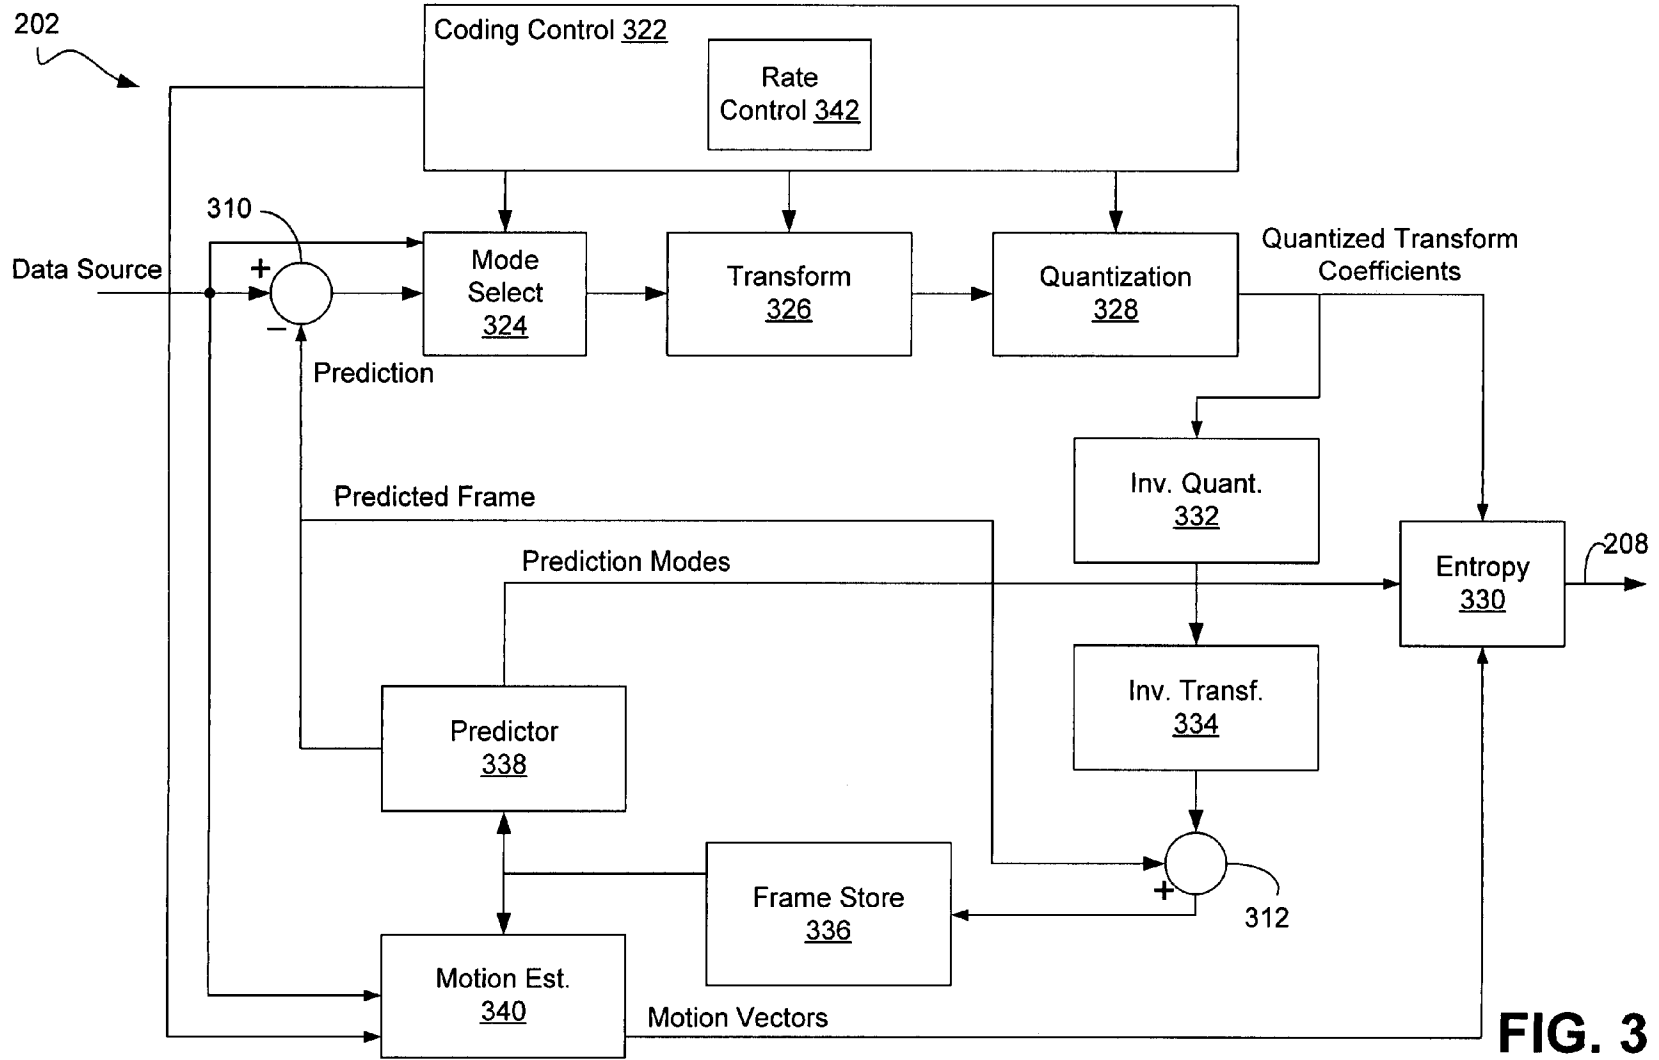 202
Coding Control 322
Rate
Control 342
310
Data Source
+
−
Mode
Select
324
Transform
326
Quantization
328
Quantized Transform
Coefficients
Prediction
Predicted Frame
Inv. Quant.
332
Prediction Modes
Entropy
330
208
Inv. Transf.
334
Predictor
338
+
312
Frame Store
336
Motion Est.
340
Motion Vectors
FIG. 3